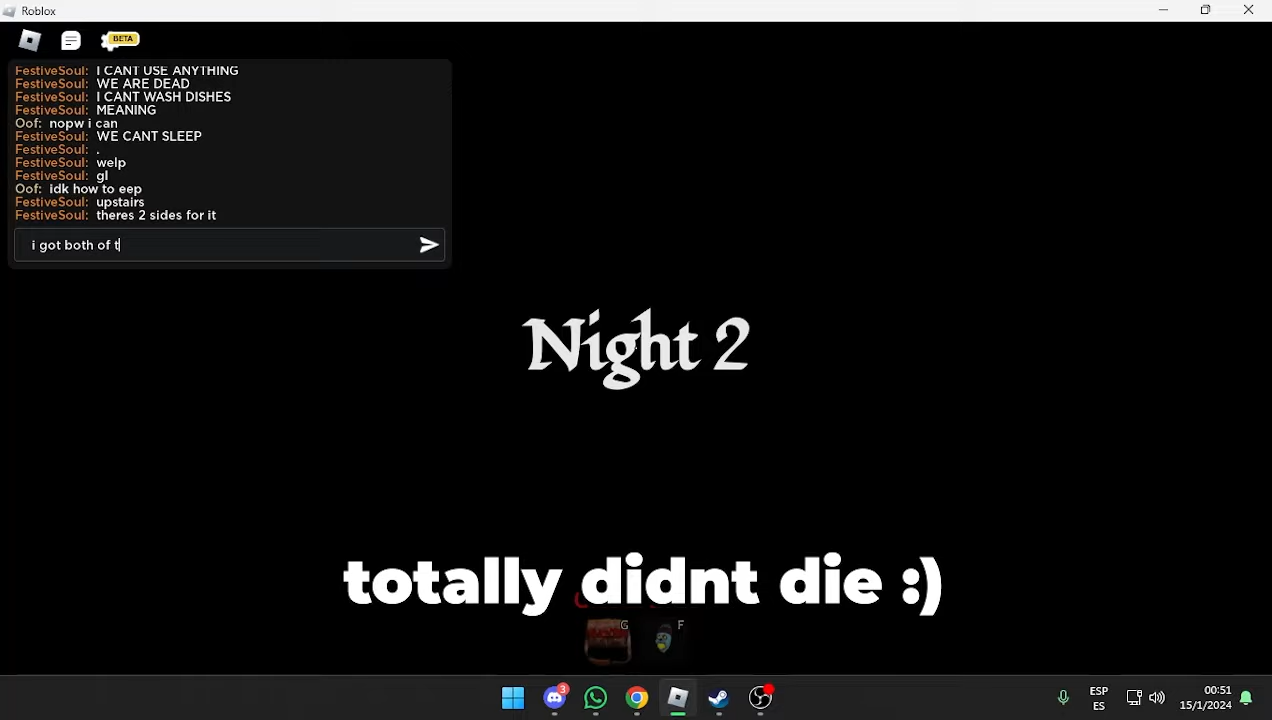 Roblox
BETA
FestiveSoul: I CANT USE ANYTHING
FestiveSoul: WE ARE DEAD
FestiveSoul: I CANT WASH DISHES
FestiveSoul: MEANING
Oof: nopw i can
FestiveSoul: WE CANT SLEEP
FestiveSoul: .
FestiveSoul: welp
FestiveSoul: gl
Oof: idk how to eep
FestiveSoul: upstairs
FestiveSoul: theres 2 sides for it
i got both of t
Night 2
totally didnt die :)
G
F
3
ESP
ES
00:51
15/1/2024